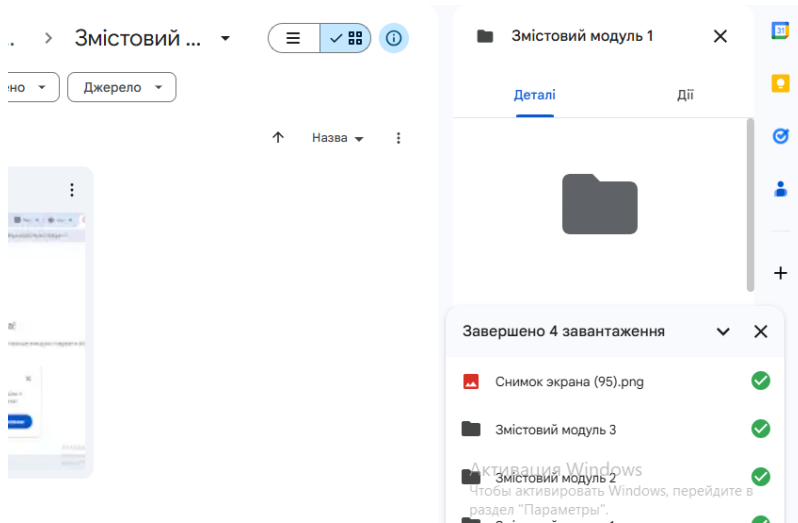 Змістовий ...
Джерело
Назва
Змістовий модуль 1
Деталі
Дії
31
Завершено 4 завантаження
Снимок экрана (95).png
Змістовий модуль 3
Змістовий модуль 2
Активация Windows
Чтобы активировать Windows, перейдите в
раздел "Параметры".